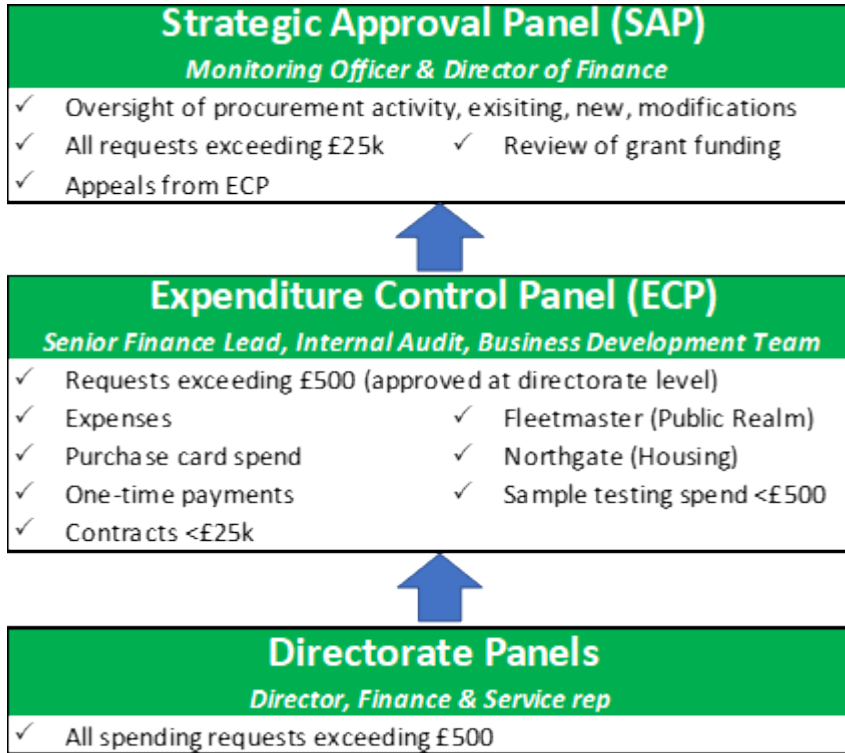 Strategic Approval Panel (SAP)
Monitoring Officer & Director of Finance
✓ Oversight of procurement activity, exisiting, new, modifications
✓ All requests exceeding £25k ✓ Review of grant funding
✓ Appeals from ECP
Expenditure Control Panel (ECP)
Senior Finance Lead, Internal Audit, Business Development Team
✓ Requests exceeding £500 (approved at directorate level)
✓ Expenses ✓ Fleetmaster (Public Realm)
✓ Purchase card spend ✓ Northgate (Housing)
✓ One-time payments ✓ Sample testing spend <£500
✓ Contracts <£25k
Directorate Panels
Director, Finance & Service rep
✓ All spending requests exceeding £500